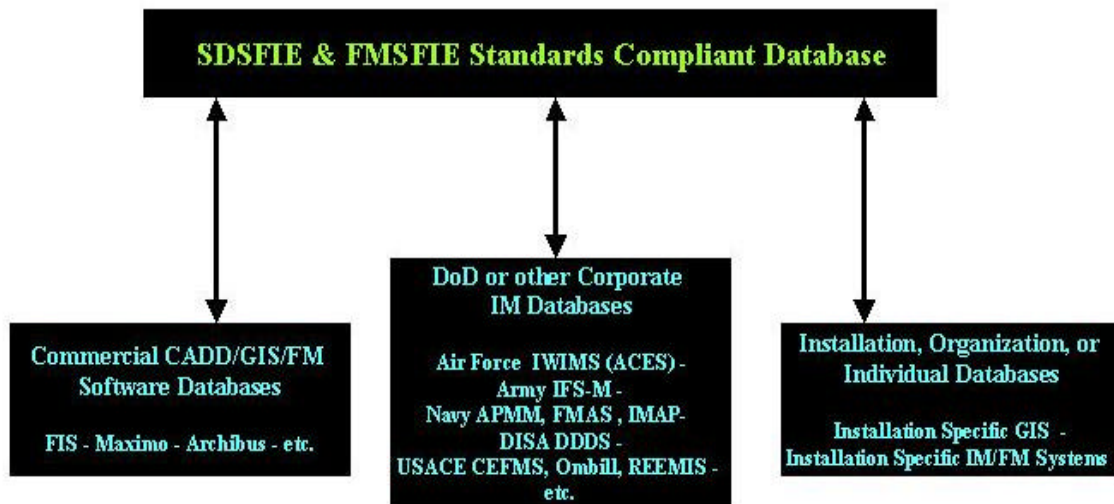 SDSFIE & FMSFIE Standards Compliant Database
Commercial CADD/GIS/FM
Software Databases
FIS - Maximo - Archibus - etc.
DoD or other Corporate
IM Databases
Air Force IWIMS (ACES) -
Army IFS-M -
Navy APMM, FMAS , IMAP-
DISA DDDS -
USACE CEFMS, Ombill, REEMIS -
etc.
Installation, Organization, or
Individual Databases
Installation Specific GIS -
Installation Specific IM/FM Systems